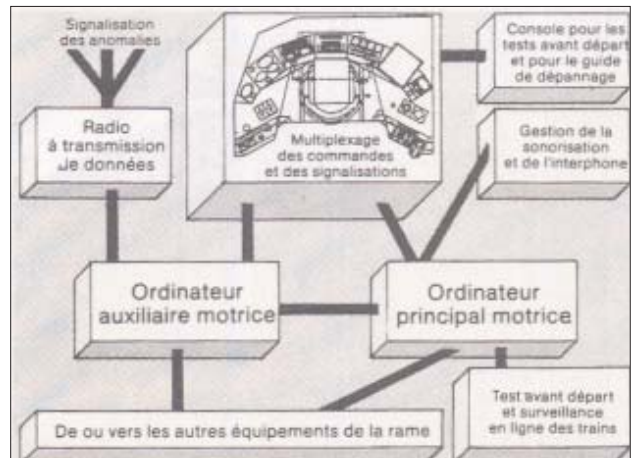 Signalisation
des anomalies
Console pour les
tests avant départ
et pour le guide
de dépannage
Radio
à transmission
Je données
Multiplexage
des commandes
et des signalisations
Gestion de la
sonorisation
et de l'interphone
Ordinateur
auxiliaire motrice
Ordinateur
principal motrice
De ou vers les autres équipements de la rame
Test avant départ
et surveillance
en ligne des trains